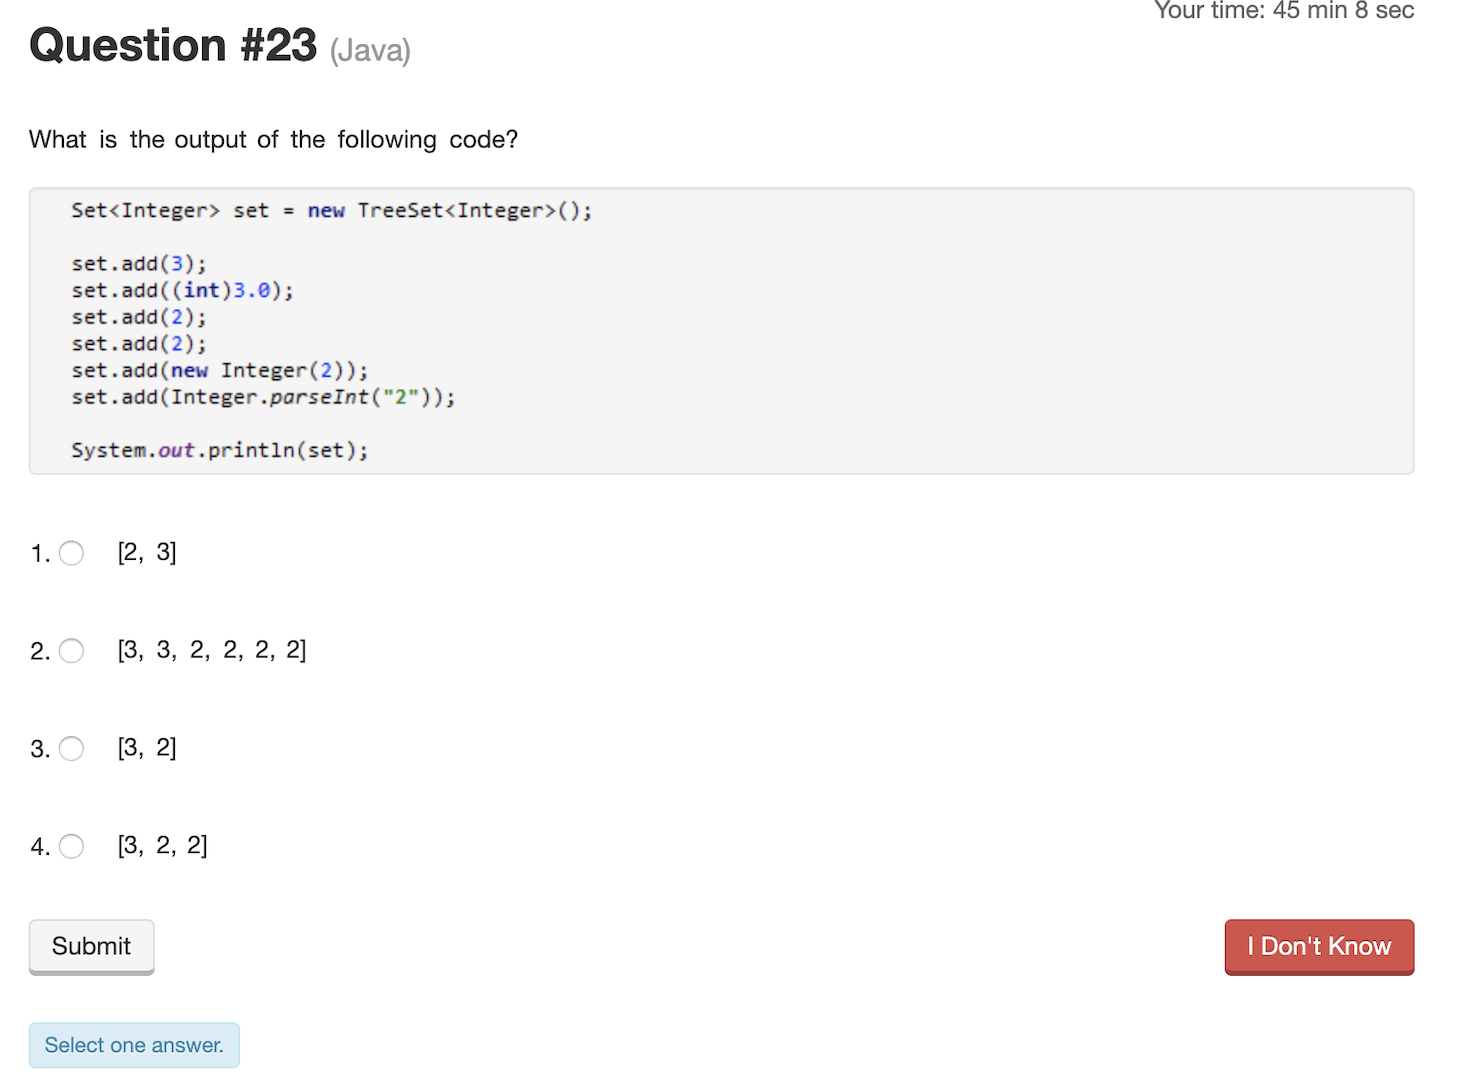 Your time: 45 min 8 sec
Question #23 (Java)
What is the output of the following code?
Set<Integer> set = new TreeSet<Integer>();
set.add(3);
set.add((int)3.0);
set.add(2);
set.add(2);
set.add(new Integer(2));
set.add(Integer.parseInt("2"));
System.out.println(set);
1. [2, 3]
2. [3, 3, 2, 2, 2, 2]
3. [3, 2]
4. [3, 2, 2]
Submit
I Don't Know
Select one answer.